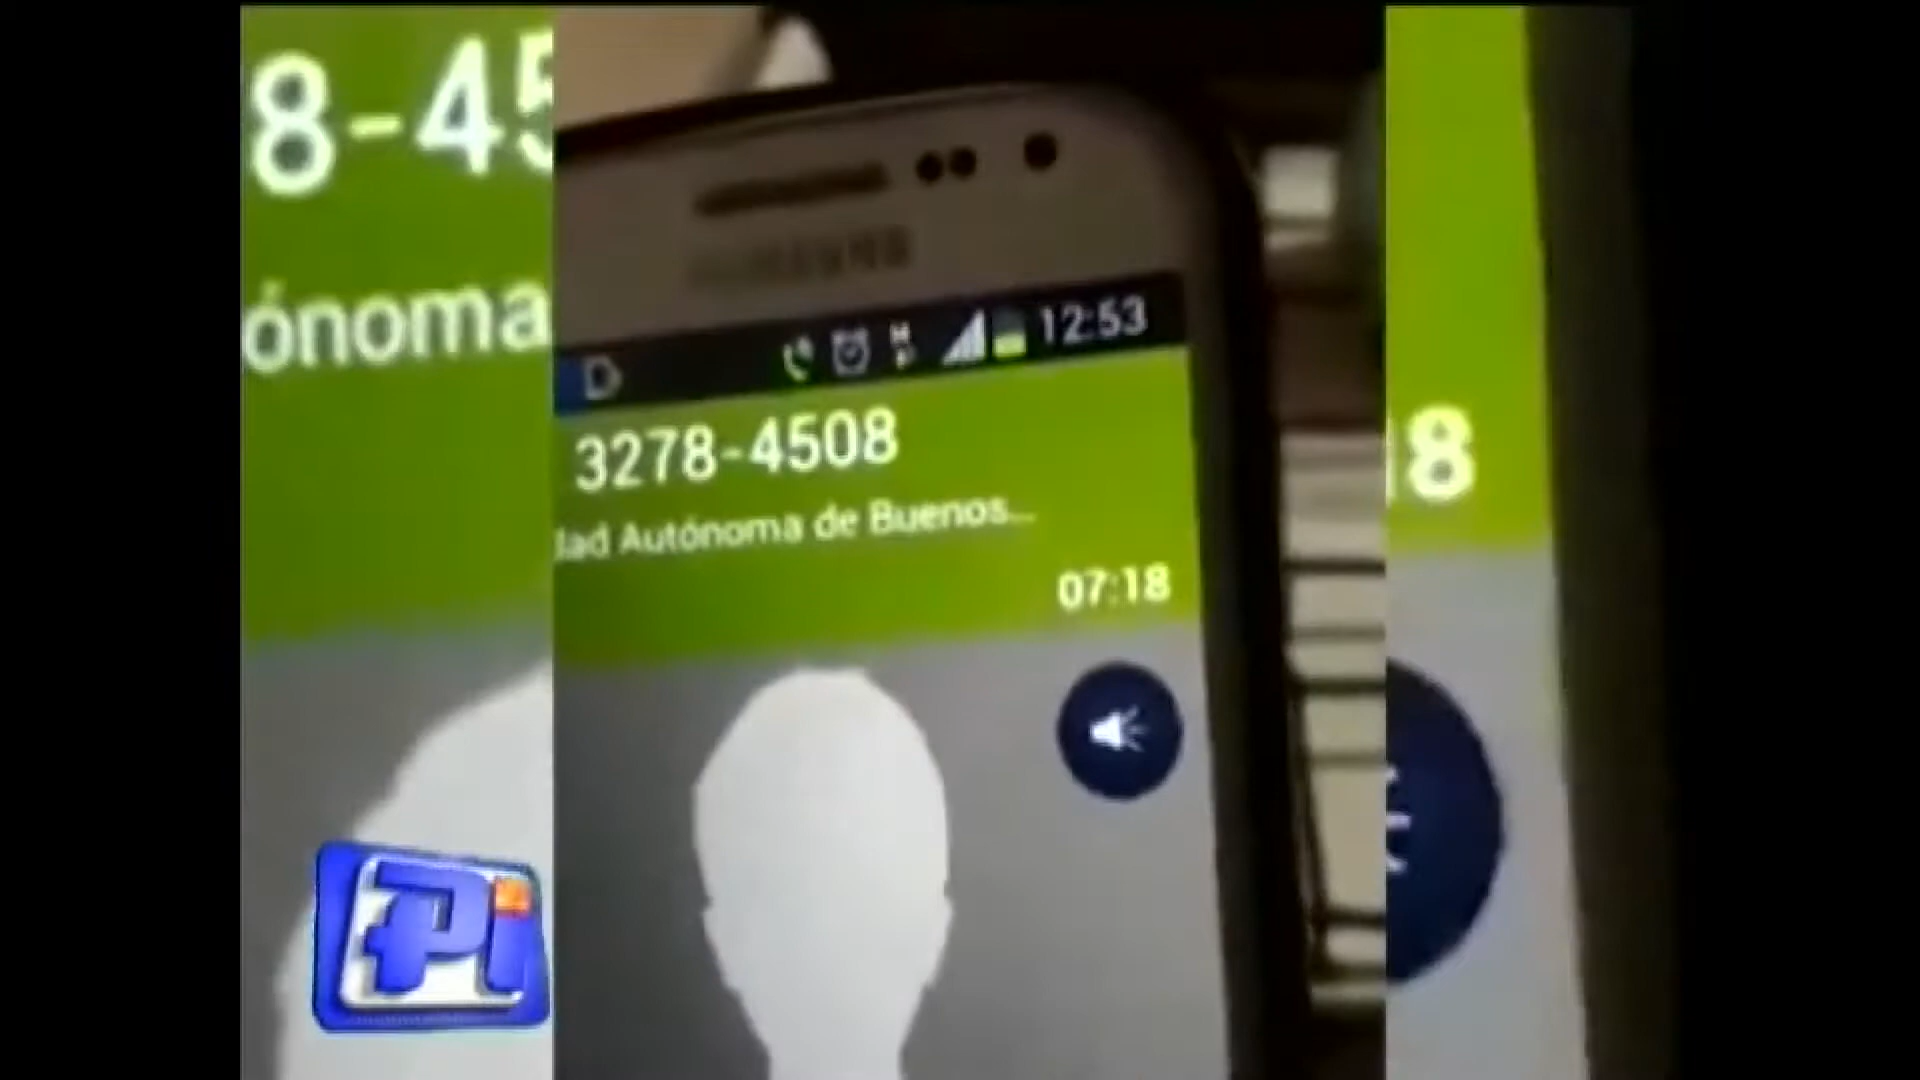 8-45
ónoma
SAMSUNG
12:53
3278-4508
dad Autónoma de Buenos...
07:18
18
Pi